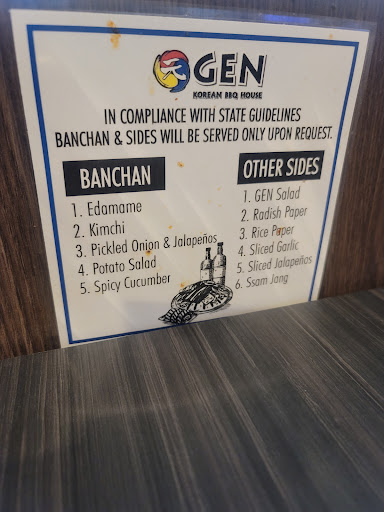 GEN
KOREAN BBQ HOUSE
IN COMPLIANCE WITH STATE GUIDELINES
BANCHAN & SIDES WILL BE SERVED ONLY UPON REQUEST.
BANCHAN
1. Edamame
2. Kimchi
3. Pickled Onion & Jalapeños
4. Potato Salad
5. Spicy Cucumber
OTHER SIDES
1. GEN Salad
2. Radish Paper
3. Rice Paper
4. Sliced Garlic
5. Sliced Jalapeños
6. Ssam Jang